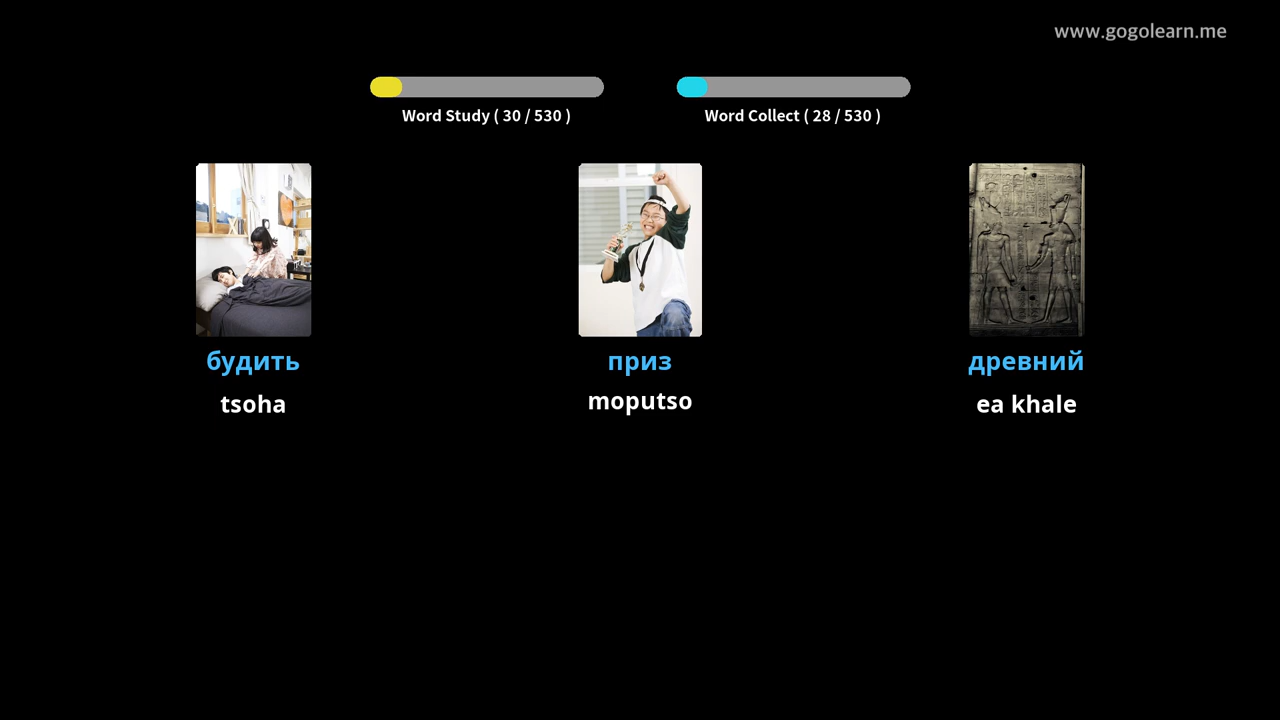 www.gogolearn.me
Word Study ( 30 / 530 )
Word Collect ( 28 / 530 )
будить
приз
древний
tsoha
moputso
ea khale